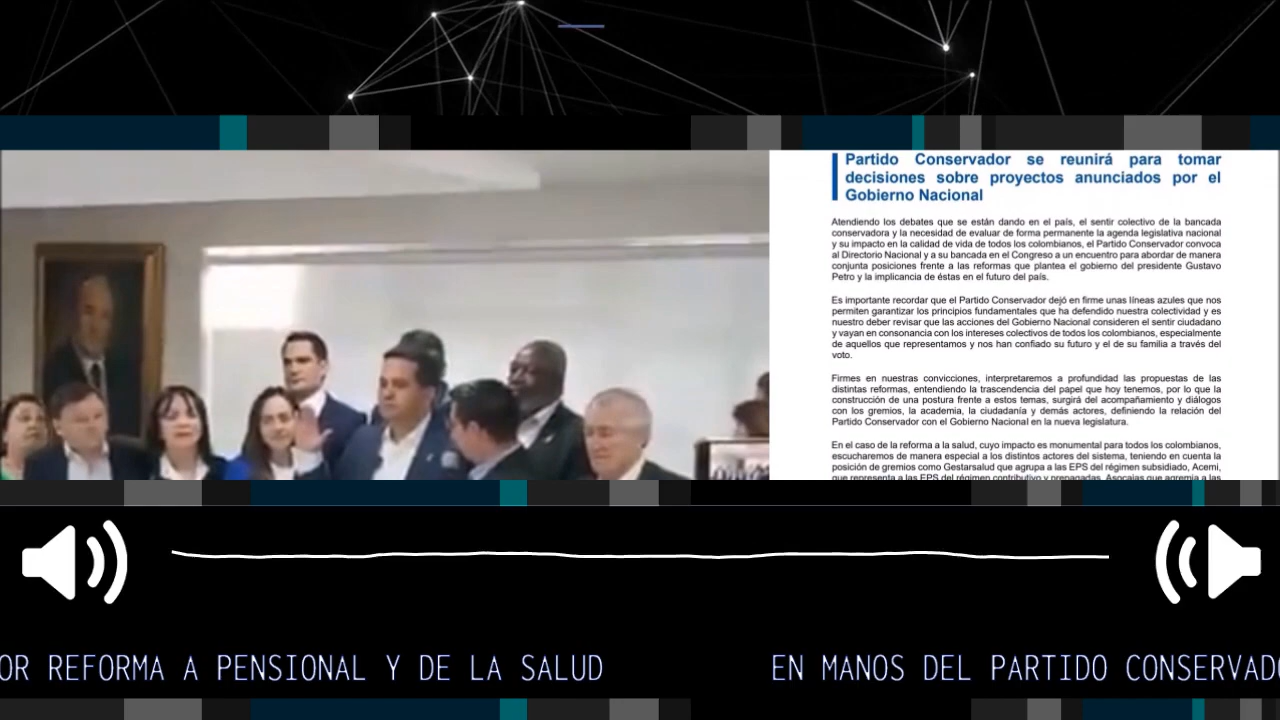 Partido Conservador se reunirá para tomar
decisiones sobre proyectos anunciados por el
Gobierno Nacional
Atendiendo los debates que se están dando en el país, el sentir colectivo de la bancada
conservadora y la necesidad de evaluar de forma permanente la agenda legislativa nacional
y su impacto en la calidad de vida de todos los colombianos, el Partido Conservador convoca
al Directorio Nacional y a su bancada en el Congreso a un encuentro para abordar de manera
conjunta posiciones frente a las reformas que plantea el gobierno del presidente Gustavo
Petro y la implicancia de éstas en el futuro del país.
Es importante recordar que el Partido Conservador dejó en firme unas líneas azules que nos
permiten garantizar los principios fundamentales que ha defendido nuestra colectividad y es
nuestro deber revisar que las acciones del Gobierno Nacional consideren el sentir ciudadano
y vayan en consonancia con los intereses colectivos de todos los colombianos, especialmente
de aquellos que representamos y nos han confiado su futuro y el de su familia a través del
voto.
Firmes en nuestras convicciones, interpretaremos a profundidad las propuestas de las
distintas reformas, entendiendo la trascendencia del papel que hoy tenemos, por lo que la
construcción de una postura frente a estos temas, surgirá del acompañamiento y diálogos
con los gremios, la academia, la ciudadanía y demás actores, definiendo la relación del
Partido Conservador con el Gobierno Nacional en la nueva legislatura.
En el caso de la reforma a la salud, cuyo impacto es monumental para todos los colombianos,
escucharemos de manera especial a los distintos actores del sistema, teniendo en cuenta la
posición de gremios como Gestarsalud que agrupa a las EPS del régimen subsidiado, Acemi,
que representa a las EPS del régimen contributivo y prepagadas, Asocajas que agremia a las
OR REFORMA A PENSIONAL Y DE LA SALUD
EN MANOS DEL PARTIDO CONSERVADO